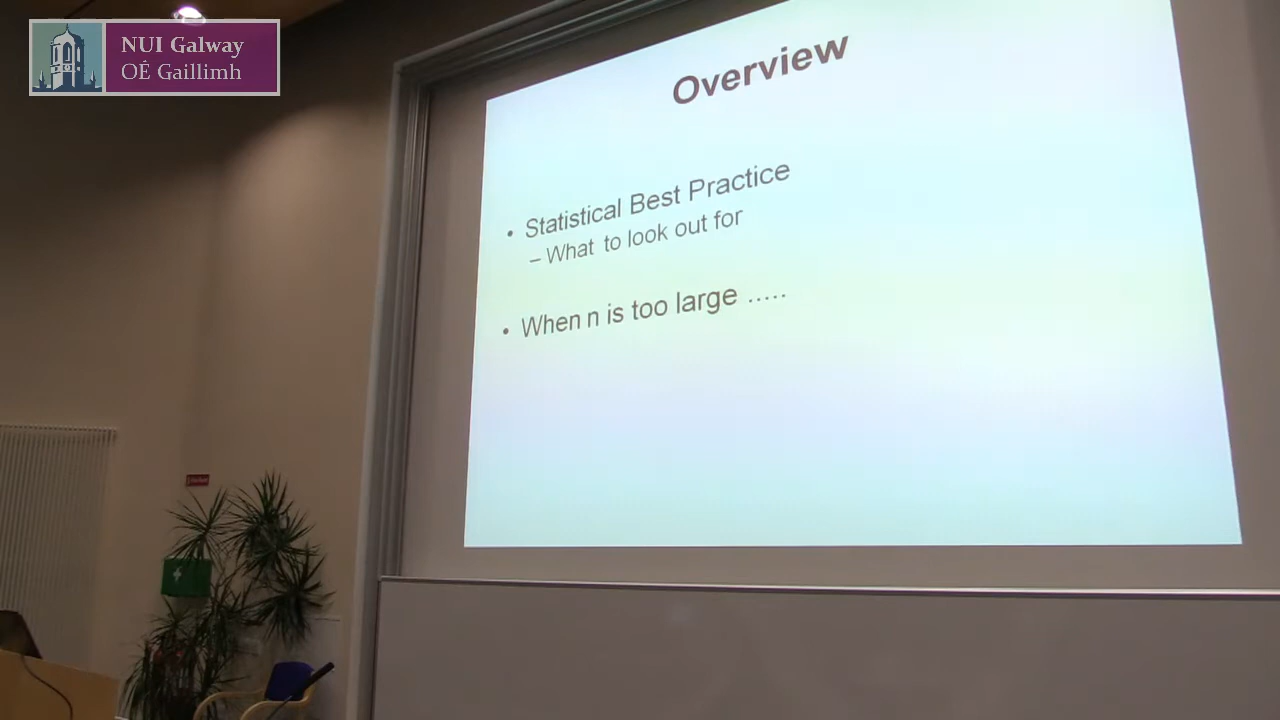 NUI Galway
OÉ Gaillimh
Overview
• Statistical Best Practice
– What to look out for
• When n is too large .....